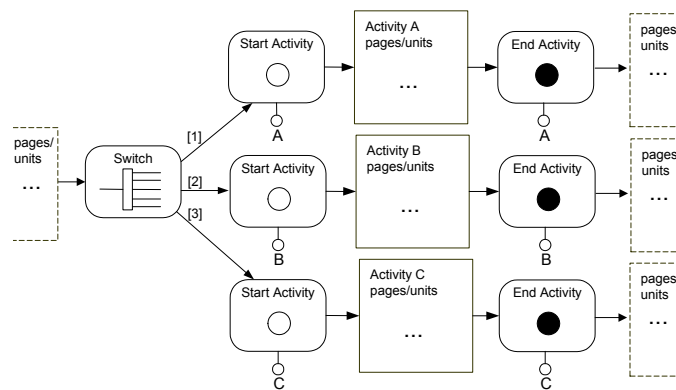 Start Activity
Activity A
pages/units
...
End Activity
pages
units
...
[1]
A
A
pages/
units
...
Switch
[2]
[3]
Start Activity
Activity B
pages/units
...
End Activity
pages
units
...
B
B
Start Activity
Activity C
pages/units
...
End Activity
pages
units
...
C
C